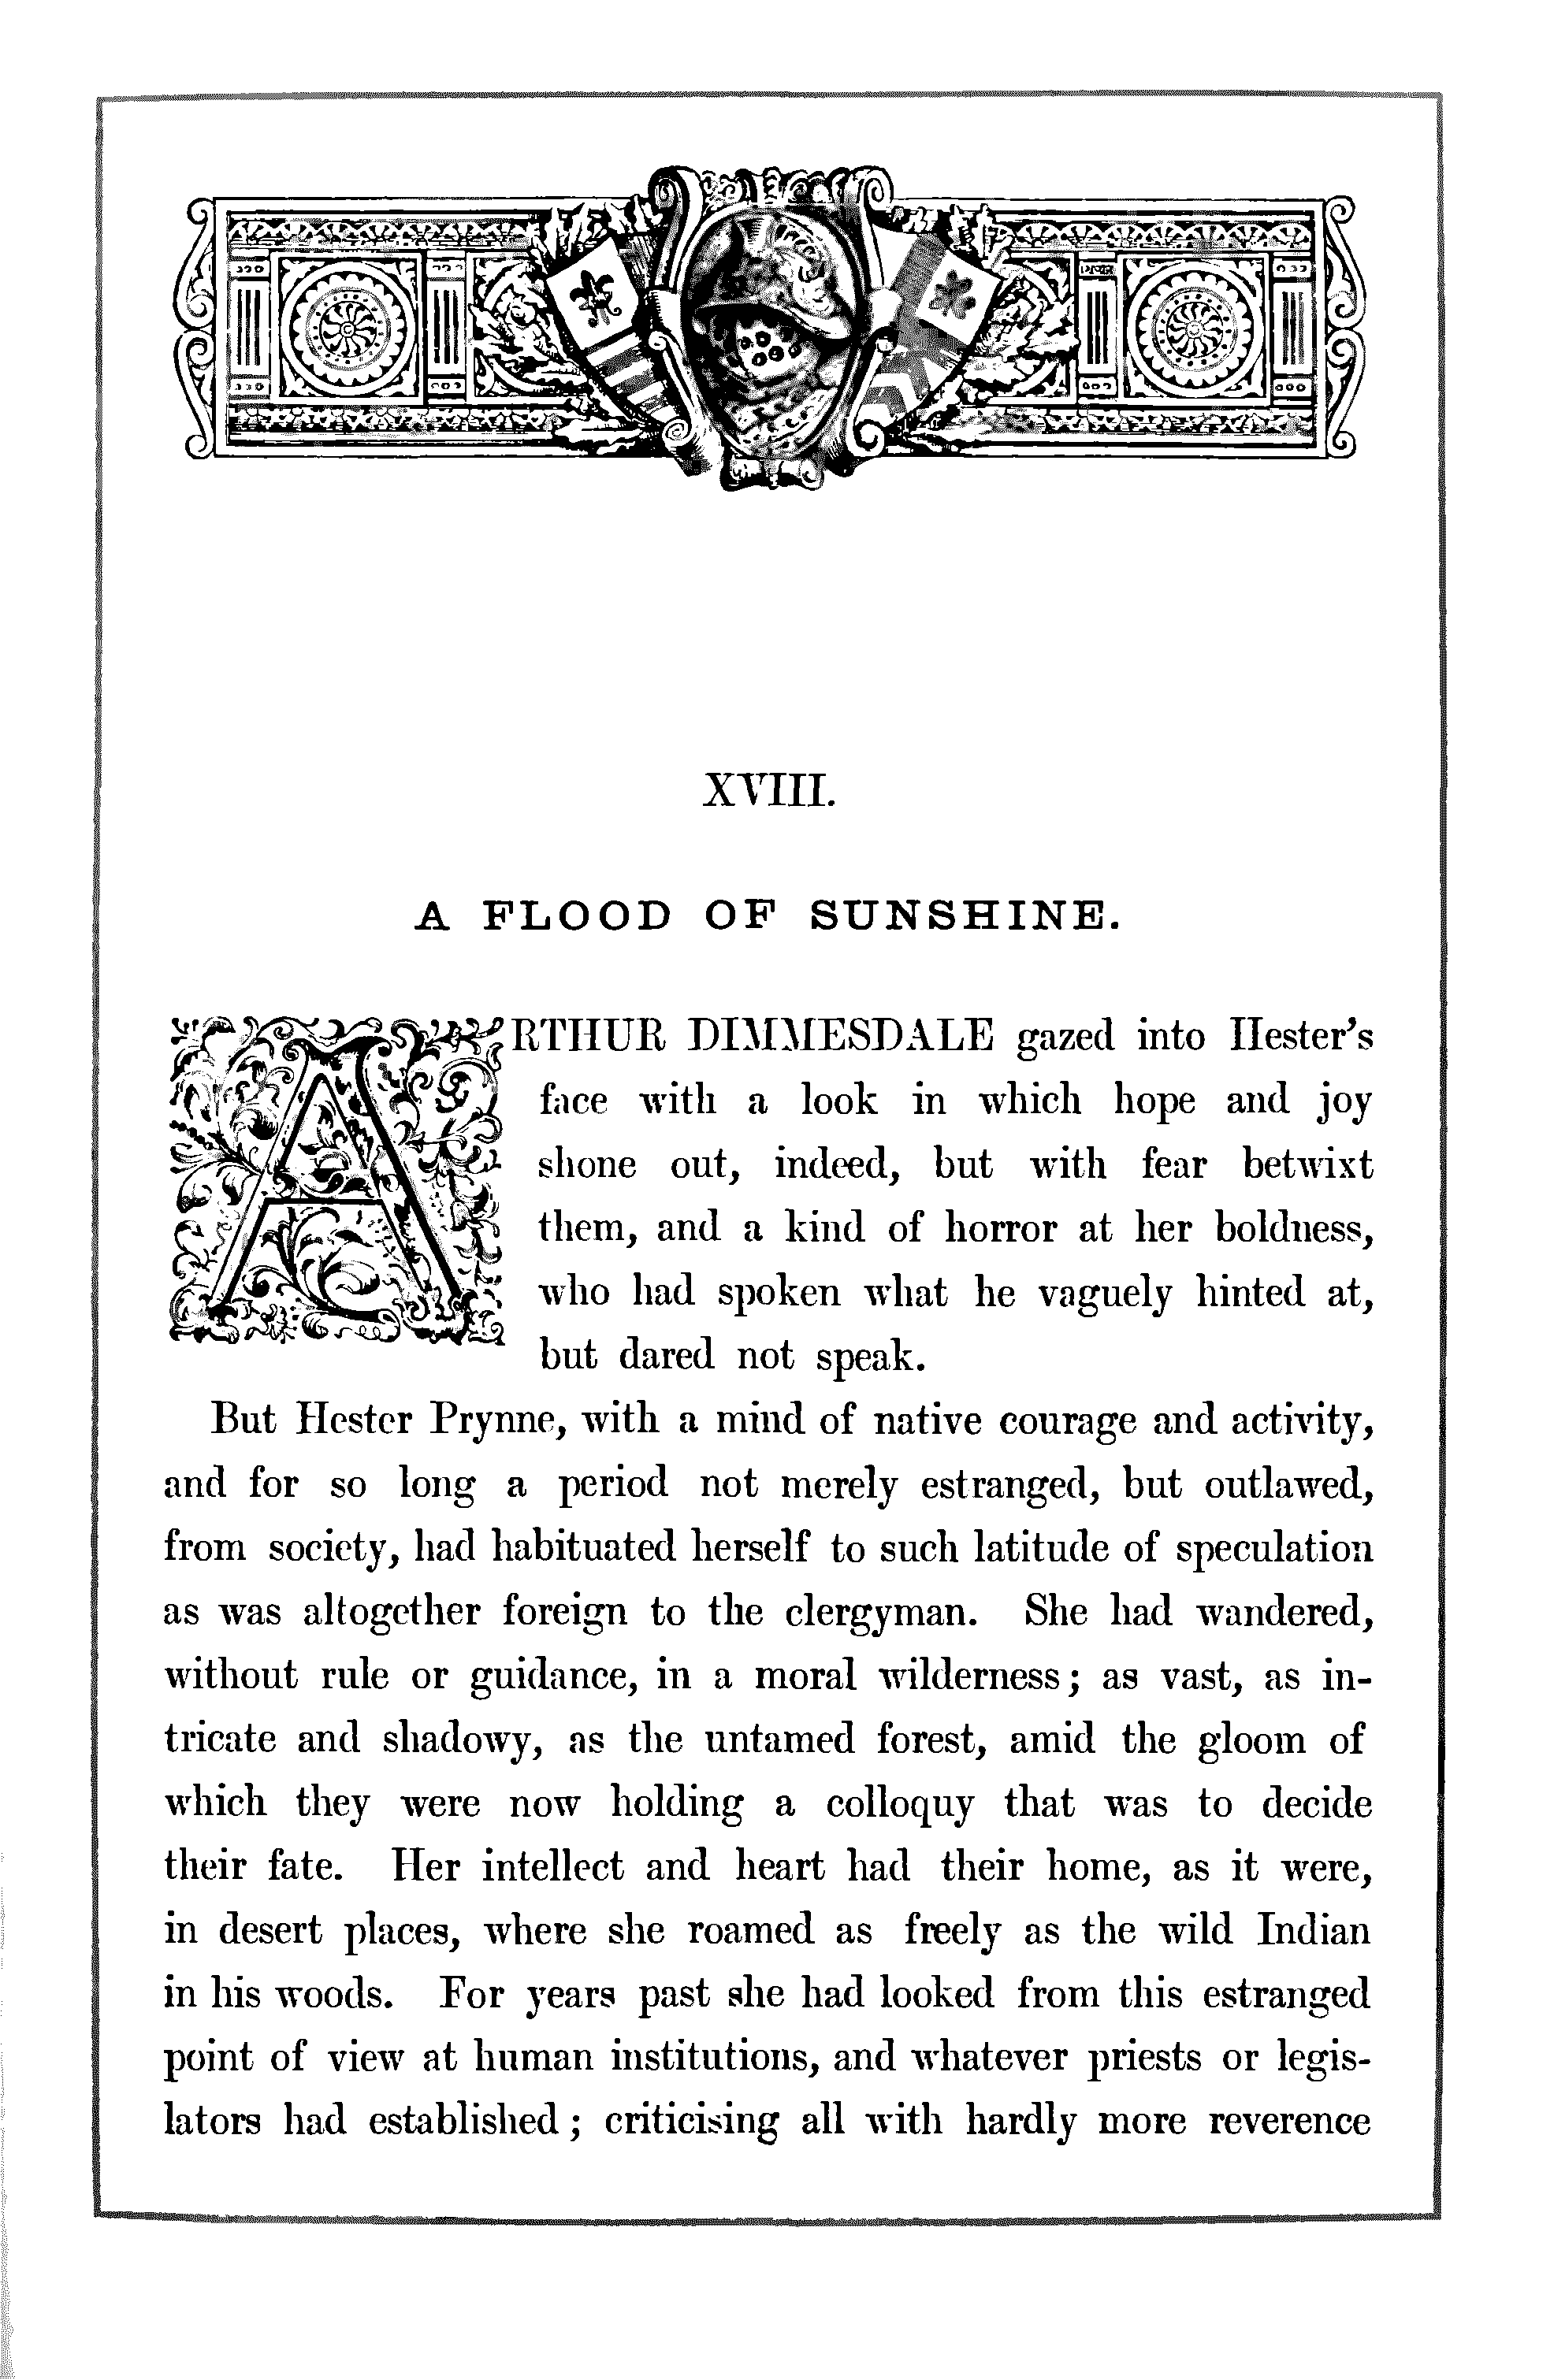 XVIII.
A FLOOD OF SUNSHINE.
ARTHUR DIMMESDALE gazed into Hester's
face with a look in which hope and joy
shone out, indeed, but with fear betwixt
them, and a kind of horror at her boldness,
who had spoken what he vaguely hinted at,
but dared not speak.
But Hester Prynne, with a mind of native courage and activity,
and for so long a period not merely estranged, but outlawed,
from society, had habituated herself to such latitude of speculation
as was altogether foreign to the clergyman. She had wandered,
without rule or guidance, in a moral wilderness; as vast, as in-
tricate and shadowy, as the untamed forest, amid the gloom of
which they were now holding a colloquy that was to decide
their fate. Her intellect and heart had their home, as it were,
in desert places, where she roamed as freely as the wild Indian
in his woods. For years past she had looked from this estranged
point of view at human institutions, and whatever priests or legis-
lators had established; criticising all with hardly more reverence